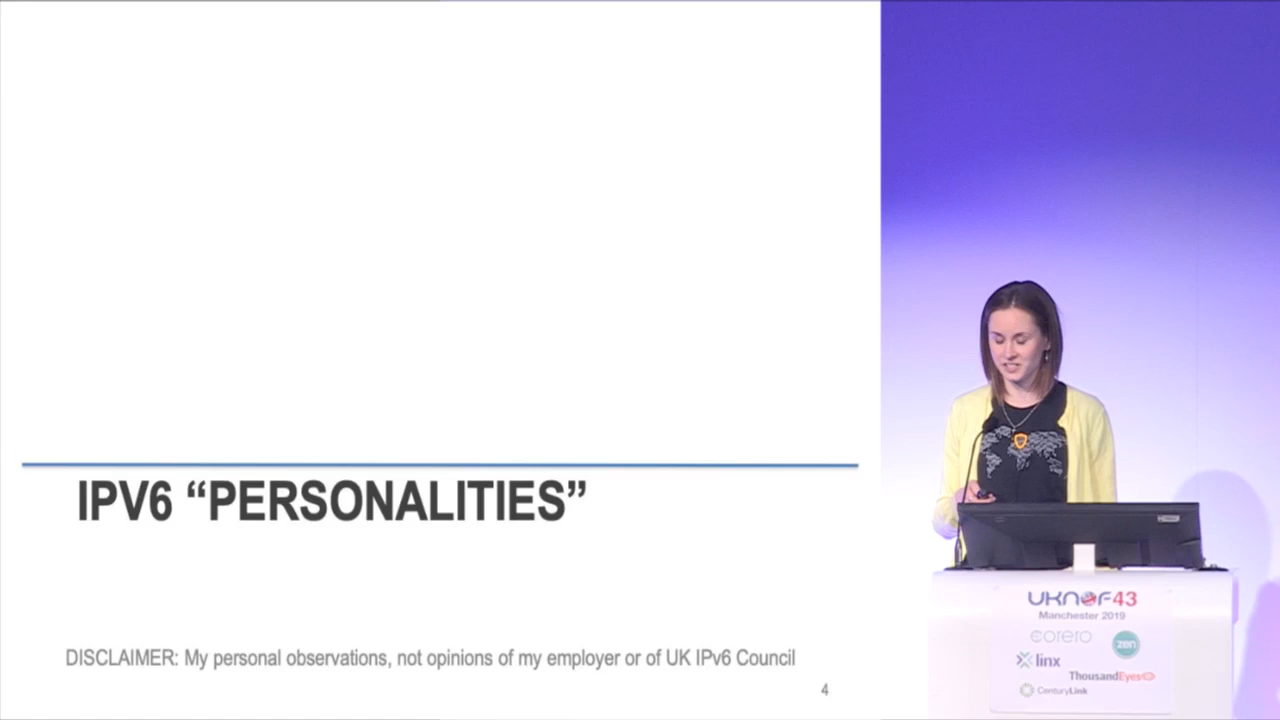 IPV6 “PERSONALITIES”
DISCLAIMER: My personal observations, not opinions of my employer or of UK IPv6 Council
4
UKNOF43
Manchester 2019
corero
zen
linx
ThousandEyes
CenturyLink